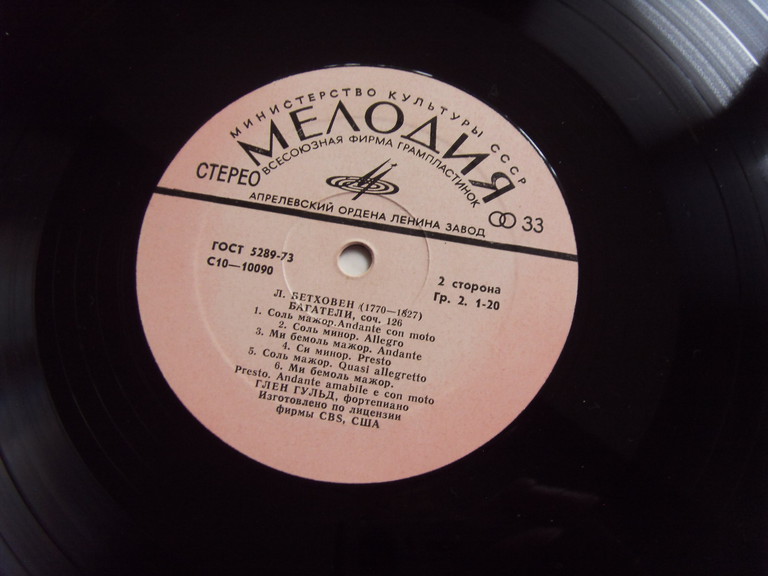 МИНИСТЕРСТВО КУЛЬТУРЫ СССР
МЕЛОДИЯ
ВСЕСОЮЗНАЯ ФИРМА ГРАМПЛАСТИНОК
СТЕРЕО
АПРЕЛЕВСКИЙ ОРДЕНА ЛЕНИНА ЗАВОД
33
ГОСТ 5289-73
С10—10090
2 сторона
Гр. 2. 1-20
Л. БЕТХОВЕН (1770—1827)
БАГАТЕЛИ, соч. 126
1. Соль мажор. Andante con moto
2. Соль минор. Allegro
3. Ми бемоль мажор. Andante
4. Си минор. Presto
5. Соль мажор. Quasi allegretto
6. Ми бемоль мажор.
Presto. Andante amabile e con moto
ГЛЕН ГУЛЬД, фортепиано
Изготовлено по лицензии
фирмы CBS, США